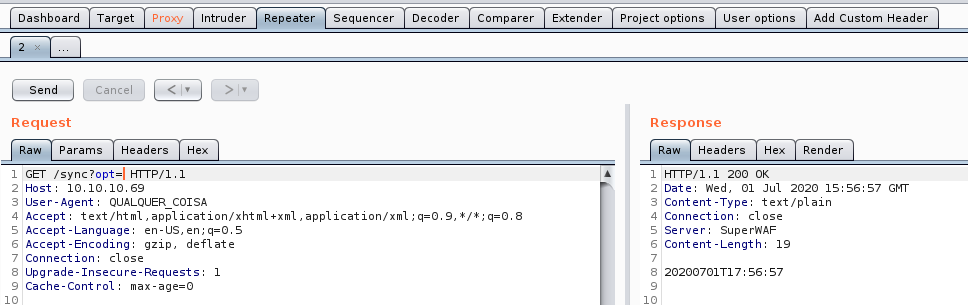 Dashboard Target Proxy Intruder Repeater Sequencer Decoder Comparer Extender Project options User options Add Custom Header
2 × ...
Send Cancel < ▼ > ▼
Request
Raw Params Headers Hex
1 GET /sync?opt= HTTP/1.1
2 Host: 10.10.10.69
3 User-Agent: QUALQUER_COISA
4 Accept: text/html,application/xhtml+xml,application/xml;q=0.9,*/*;q=0.8
5 Accept-Language: en-US,en;q=0.5
6 Accept-Encoding: gzip, deflate
7 Connection: close
8 Upgrade-Insecure-Requests: 1
9 Cache-Control: max-age=0
10
Response
Raw Headers Hex Render
1 HTTP/1.1 200 OK
2 Date: Wed, 01 Jul 2020 15:56:57 GMT
3 Content-Type: text/plain
4 Connection: close
5 Server: SuperWAF
6 Content-Length: 19
7
8 20200701T17:56:57
9
10